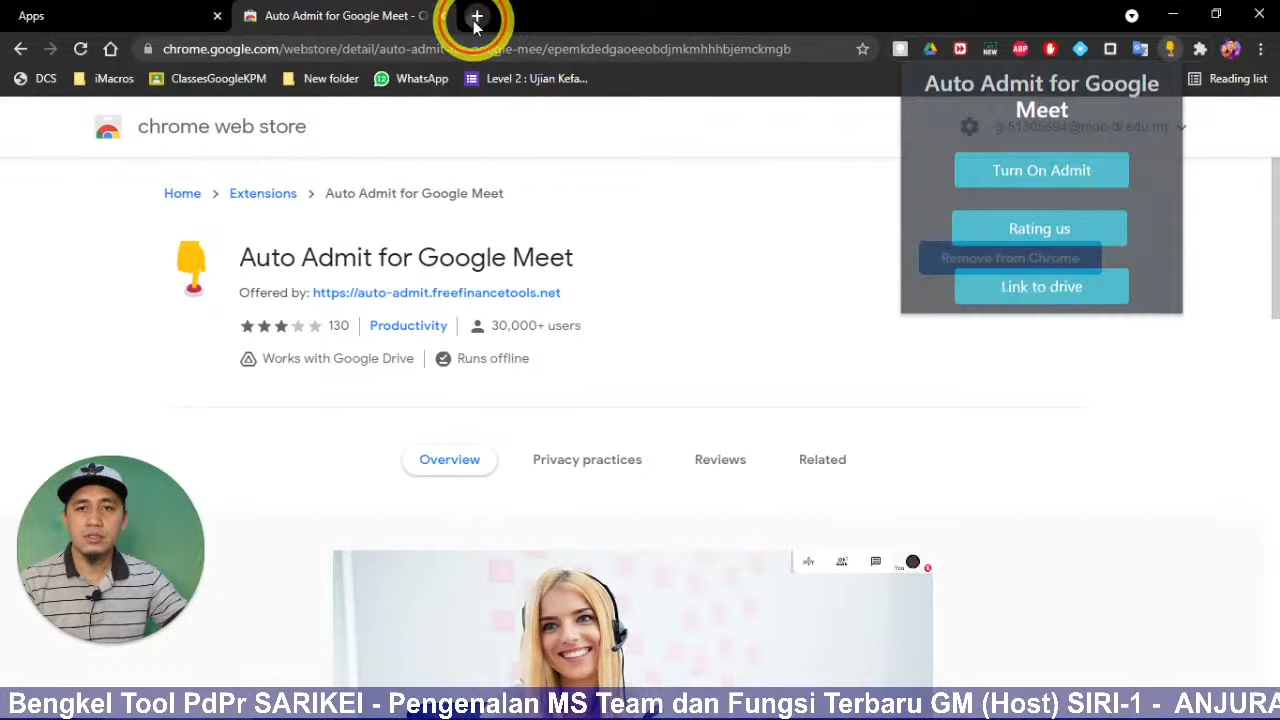 Apps
Auto Admit for Google Meet - C
chrome.google.com/webstore/detail/auto-admit-
e-mee/epemkdedgaoeeobdjmkmhhhbjemckmgb
NEW
ABP
DCS
iMacros
ClassesGoogleKPM
New folder
WhatsApp
Level 2 : Ujian Kefa...
Reading list
Auto Admit for Google
Meet
chrome web store
Turn On Admit
Home > Extensions > Auto Admit for Google Meet
Rating us
Auto Admit for Google Meet
Remove from Chrome
Link to drive
Offered by: https://auto-admit.freefinancetools.net
130
Productivity
30,000+ users
Works with Google Drive
Runs offline
Overview
Privacy practices
Reviews
Related
You
Bengkel Tool PdPr SARIKEI - Pengenalan MS Team dan Fungsi Terbaru GM (Host) SIRI-1 - ANJURA